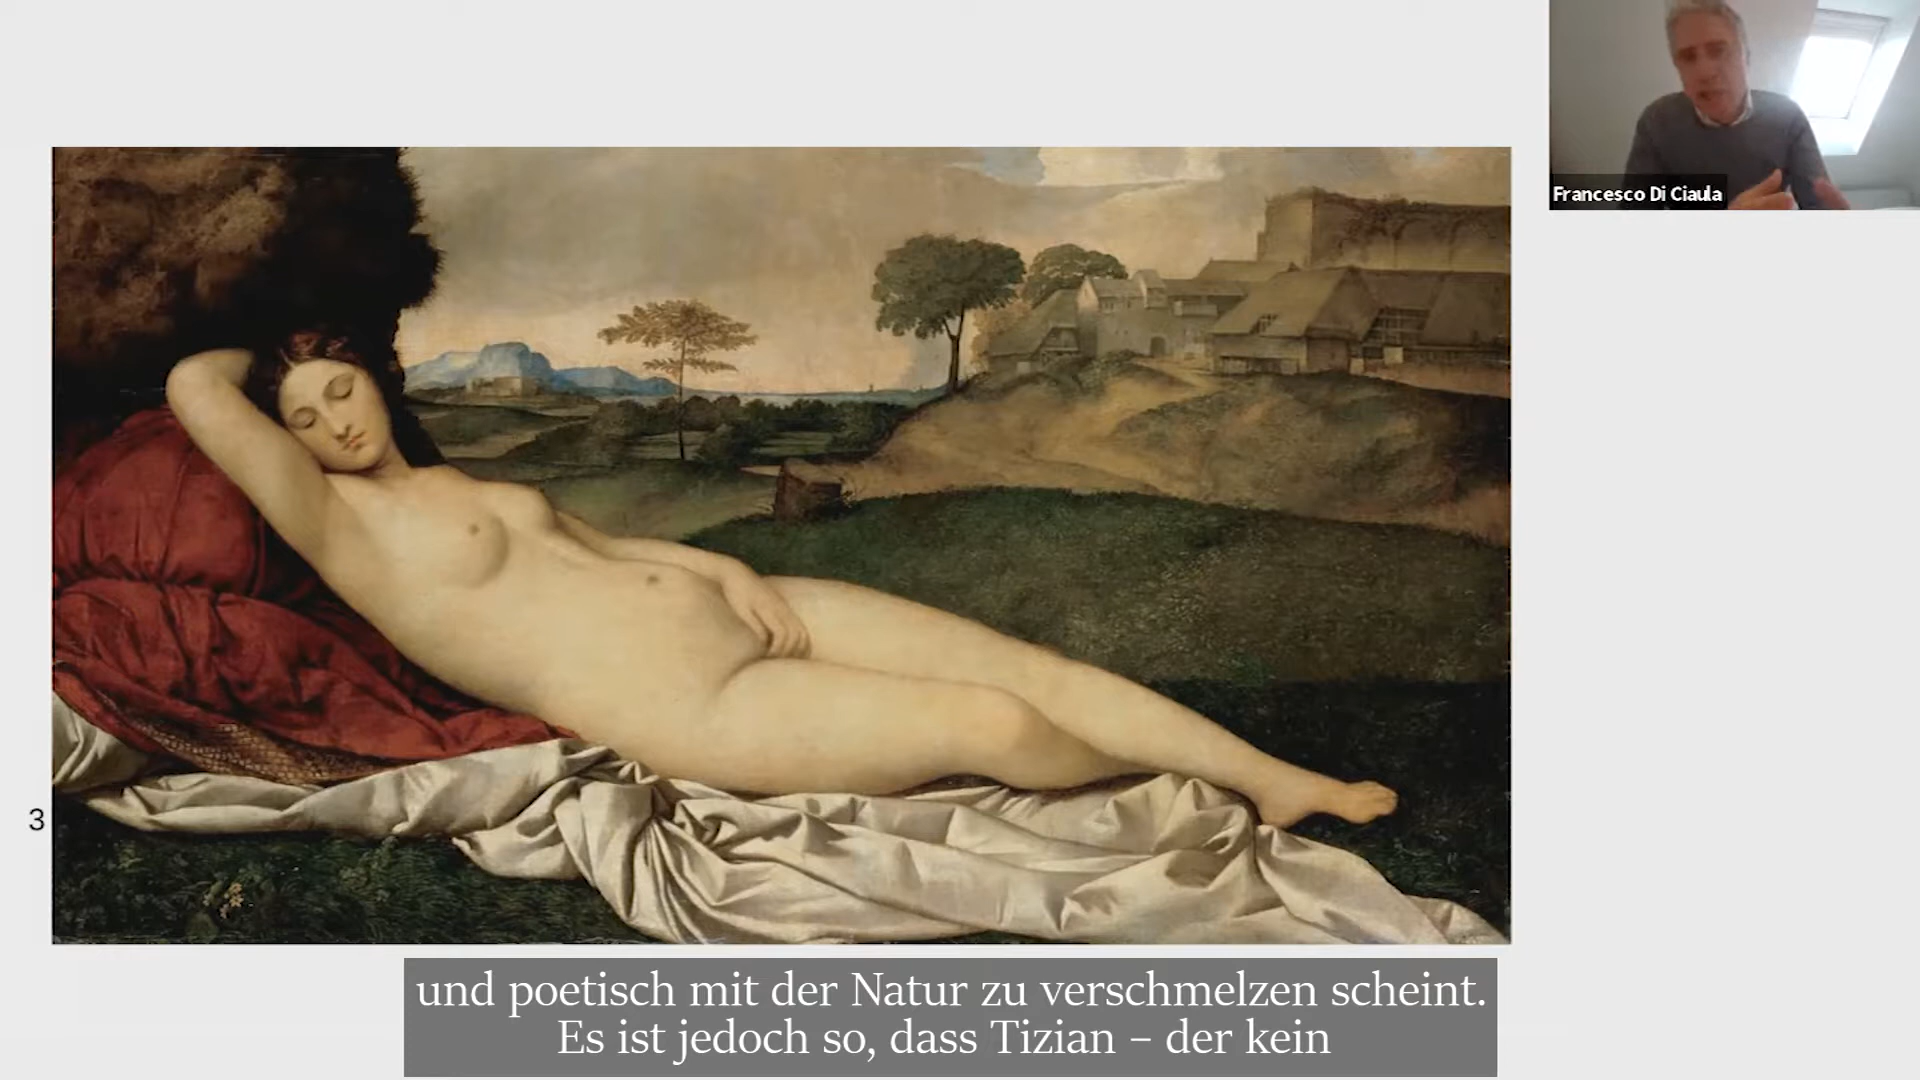 Francesco Di Ciaula
3
und poetisch mit der Natur zu verschmelzen scheint.
Es ist jedoch so, dass Tizian – der kein